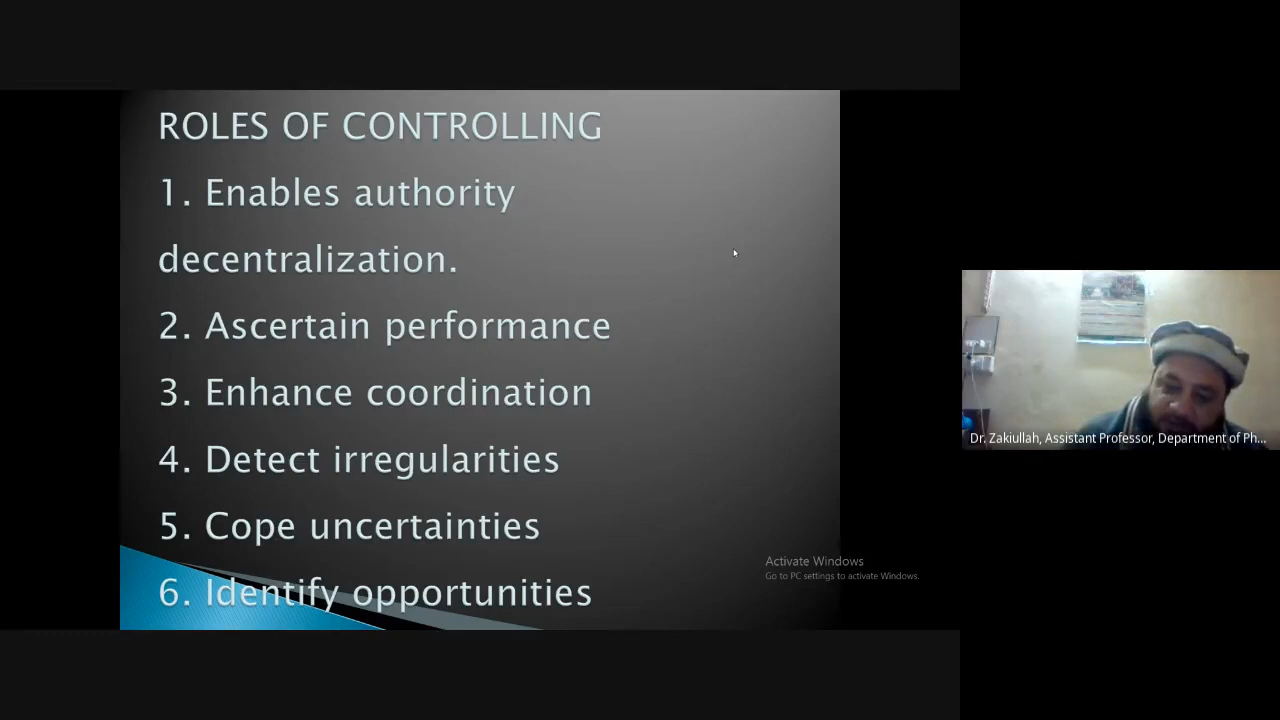 ROLES OF CONTROLLING
1. Enables authority
decentralization.
2. Ascertain performance
3. Enhance coordination
4. Detect irregularities
5. Cope uncertainties
6. Identify opportunities
Activate Windows
Go to PC settings to activate Windows.
Dr. Zakiullah, Assistant Professor, Department of Ph...